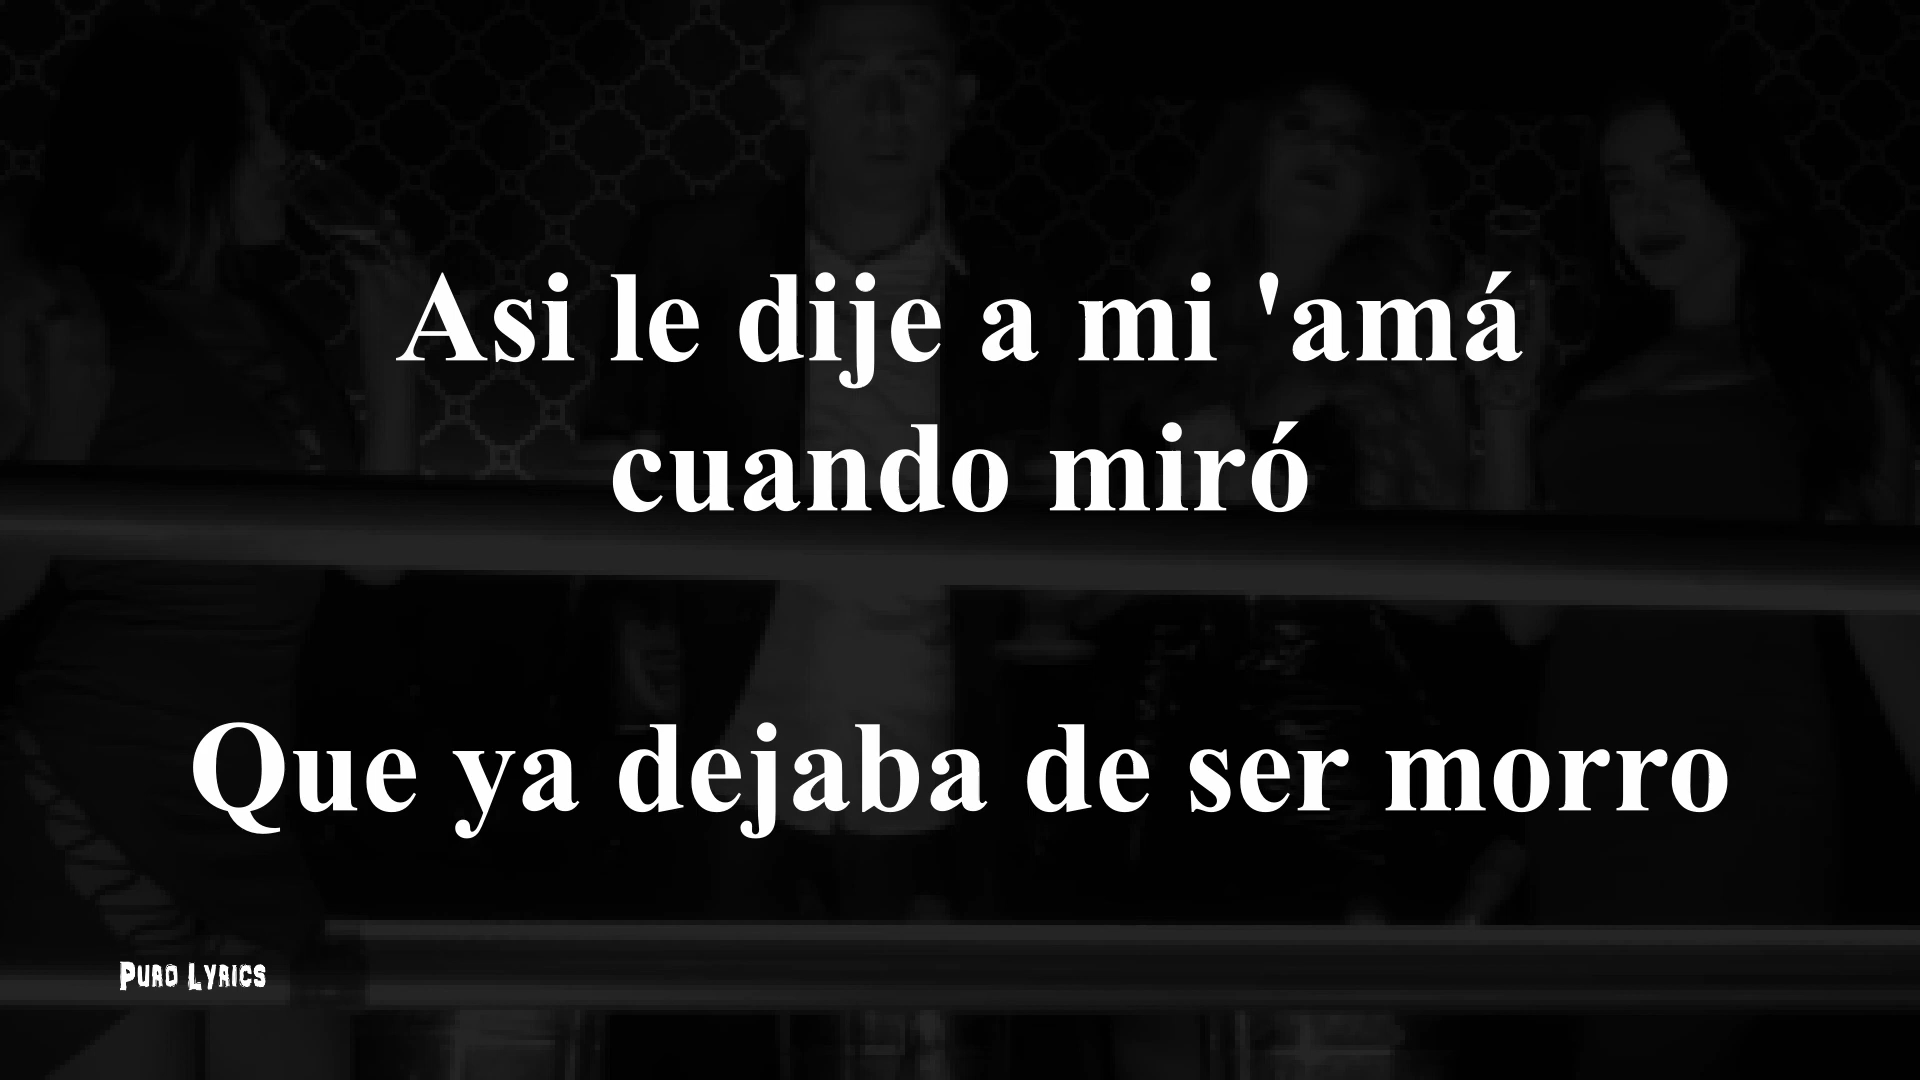 Asi le dije a mi 'amá
cuando miró
Que ya dejaba de ser morro
Puro Lyrics